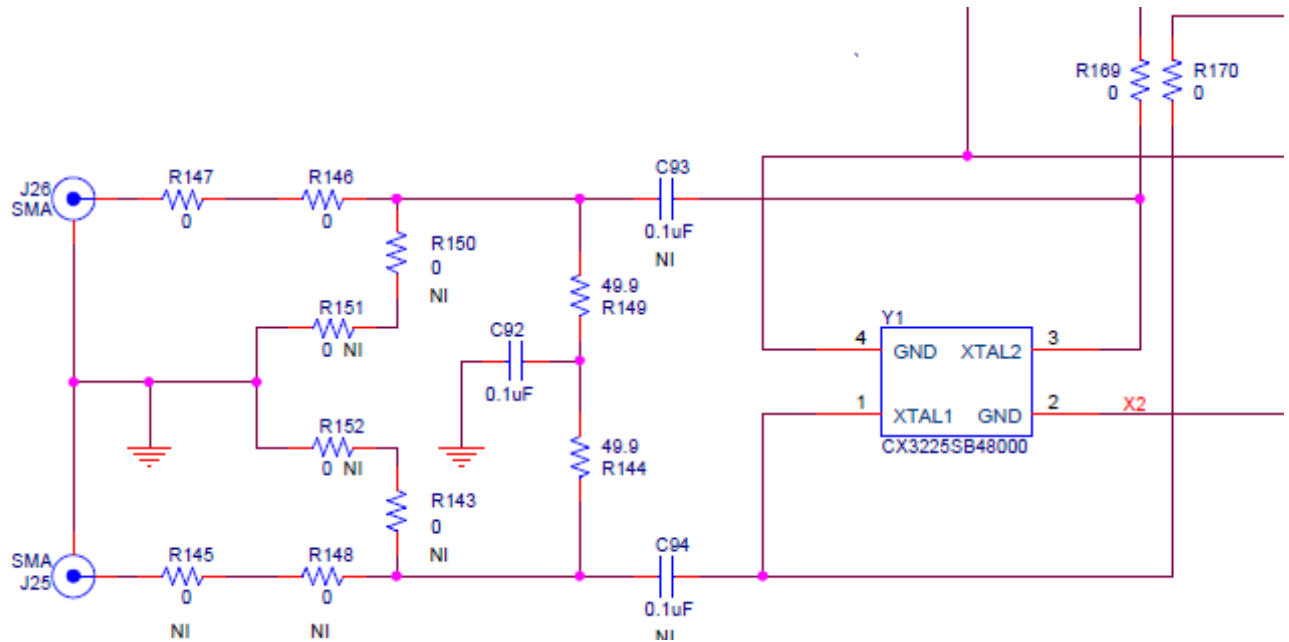 R169
0
R170
0
J26
SMA
R147
0
R146
0
C93
0.1uF
NI
R150
0
NI
49.9
R149
R151
0 NI
C92
0.1uF
Y1
4
GND
XTAL2
3
1
XTAL1
GND
2
X2
CX3225SB48000
R152
0 NI
49.9
R144
R143
0
NI
SMA
J25
R145
0
NI
R148
0
NI
C94
0.1uF
NI